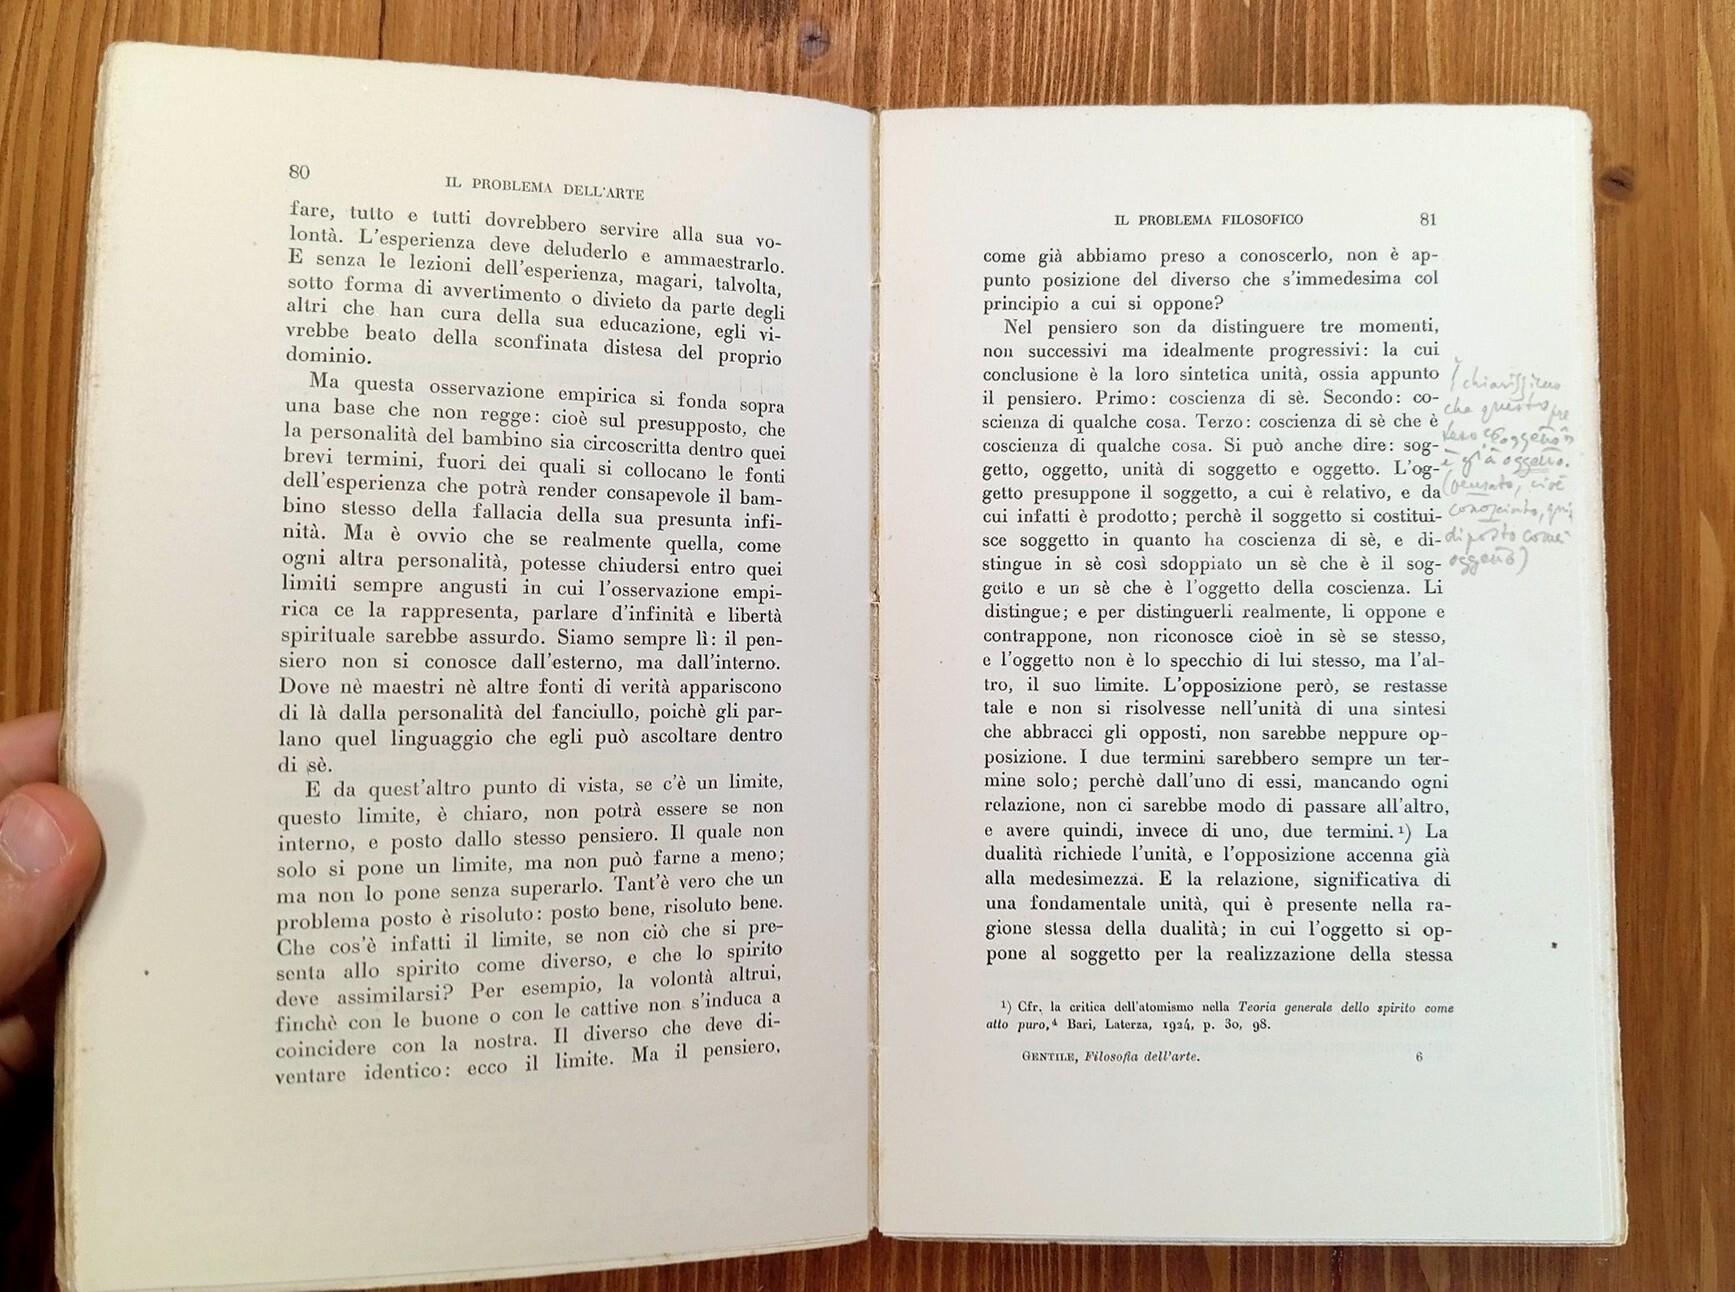 80
IL PROBLEMA DELL'ARTE
fare, tutto e tutti dovrebbero servire alla sua vo-
lontà. L'esperienza deve deluderlo e ammaestrarlo.
E senza le lezioni dell'esperienza, magari, talvolta,
sotto forma di avvertimento o divieto da parte degli
altri che han cura della sua educazione, egli vi-
vrebbe beato della sconfinata distesa del proprio
dominio.
Ma questa osservazione empirica si fonda sopra
una base che non regge: cioè sul presupposto, che
la personalità del bambino sia circoscritta dentro quei
brevi termini, fuori dei quali si collocano le fonti
dell'esperienza che potrà render consapevole il bam-
bino stesso della fallacia della sua presunta infi-
nità. Ma è ovvio che se realmente quella, come
ogni altra personalità, potesse chiudersi entro quei
limiti sempre angusti in cui l'osservazione empi-
rica ce la rappresenta, parlare d'infinità e libertà
spirituale sarebbe assurdo. Siamo sempre lì: il pen-
siero non si conosce dall'esterno, ma dall'interno.
Dove nè maestri nè altre fonti di verità appariscono
di là dalla personalità del fanciullo, poichè gli par-
lano quel linguaggio che egli può ascoltare dentro
di sè.
E da quest'altro punto di vista, se c'è un limite,
questo limite, è chiaro, non potrà essere se non
interno, e posto dallo stesso pensiero. Il quale non
solo si pone un limite, ma non può farne a meno;
ma non lo pone senza superarlo. Tant'è vero che un
problema posto è risoluto: posto bene, risoluto bene.
Che cos'è infatti il limite, se non ciò che si pre-
senta allo spirito come diverso, e che lo spirito
deve assimilarsi? Per esempio, la volontà altrui,
finchè con le buone o con le cattive non s'induca a
coincidere con la nostra. Il diverso che deve di-
ventare identico: ecco il limite. Ma il pensiero,
IL PROBLEMA FILOSOFICO
81
come già abbiamo preso a conoscerlo, non è ap-
punto posizione del diverso che s'immedesima col
principio a cui si oppone?
Nel pensiero son da distinguere tre momenti,
non successivi ma idealmente progressivi: la cui
conclusione è la loro sintetica unità, ossia appunto
il pensiero. Primo: coscienza di sè. Secondo: co-
scienza di qualche cosa. Terzo: coscienza di sè che è
coscienza di qualche cosa. Si può anche dire: sog-
getto, oggetto, unità di soggetto e oggetto. L'og-
getto presuppone il soggetto, a cui è relativo, e da
cui infatti è prodotto; perchè il soggetto si costitui-
sce soggetto in quanto ha coscienza di sè, e di-
stingue in sè così sdoppiato un sè che è il sog-
getto e un sè che è l'oggetto della coscienza. Li
distingue; e per distinguerli realmente, li oppone e
contrappone, non riconosce cioè in sè se stesso,
e l'oggetto non è lo specchio di lui stesso, ma l'al-
tro, il suo limite. L'opposizione però, se restasse
tale e non si risolvesse nell'unità di una sintesi
che abbracci gli opposti, non sarebbe neppure op-
posizione. I due termini sarebbero sempre un ter-
mine solo; perchè dall'uno di essi, mancando ogni
relazione, non ci sarebbe modo di passare all'altro,
e avere quindi, invece di uno, due termini.¹) La
dualità richiede l'unità, e l'opposizione accenna già
alla medesimezza. E la relazione, significativa di
una fondamentale unità, qui è presente nella ra-
gione stessa della dualità; in cui l'oggetto si op-
pone al soggetto per la realizzazione della stessa
chiarissimo
che questo pre
teso soggetto
è già oggetto.
(pensato, cioè
conosciuto, quin
di posto come
oggetto)
¹) Cfr. la critica dell'atomismo nella Teoria generale dello spirito come
atto puro,⁴ Bari, Laterza, 1924, p. 30, 98.
GENTILE, Filosofia dell'arte.
6